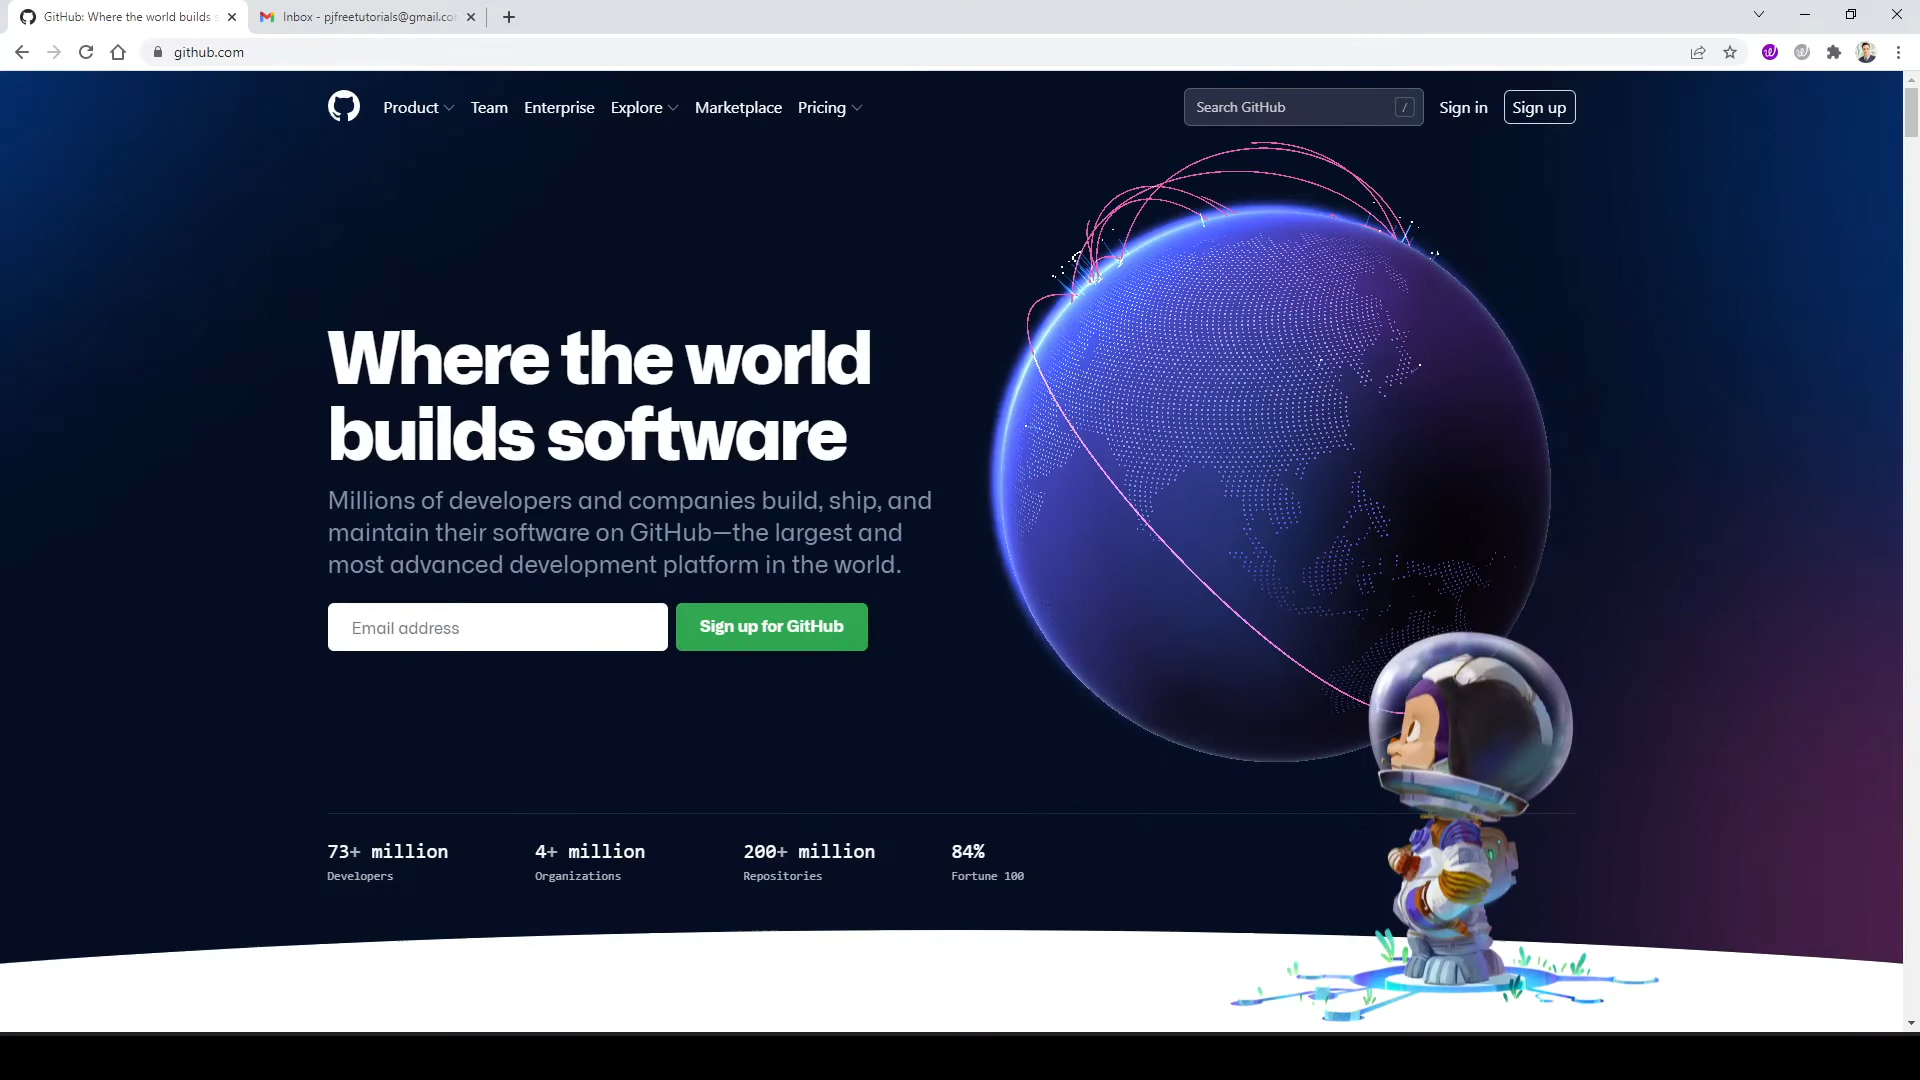 GitHub: Where the world builds s
Inbox - pjfreetutorials@gmail.co
github.com
Product
Team
Enterprise
Explore
Marketplace
Pricing
Search GitHub
/
Sign in
Sign up
Where the world
builds software
Millions of developers and companies build, ship, and
maintain their software on GitHub—the largest and
most advanced development platform in the world.
Email address
Sign up for GitHub
73+ million
Developers
4+ million
Organizations
200+ million
Repositories
84%
Fortune 100